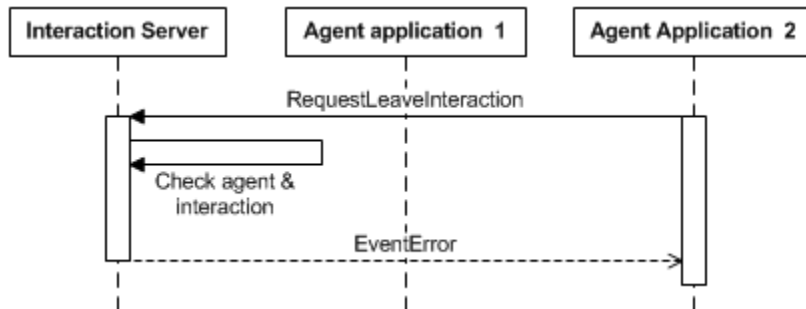 Interaction Server
Agent application 1
Agent Application 2
RequestLeaveInteraction
Check agent &
interaction
EventError